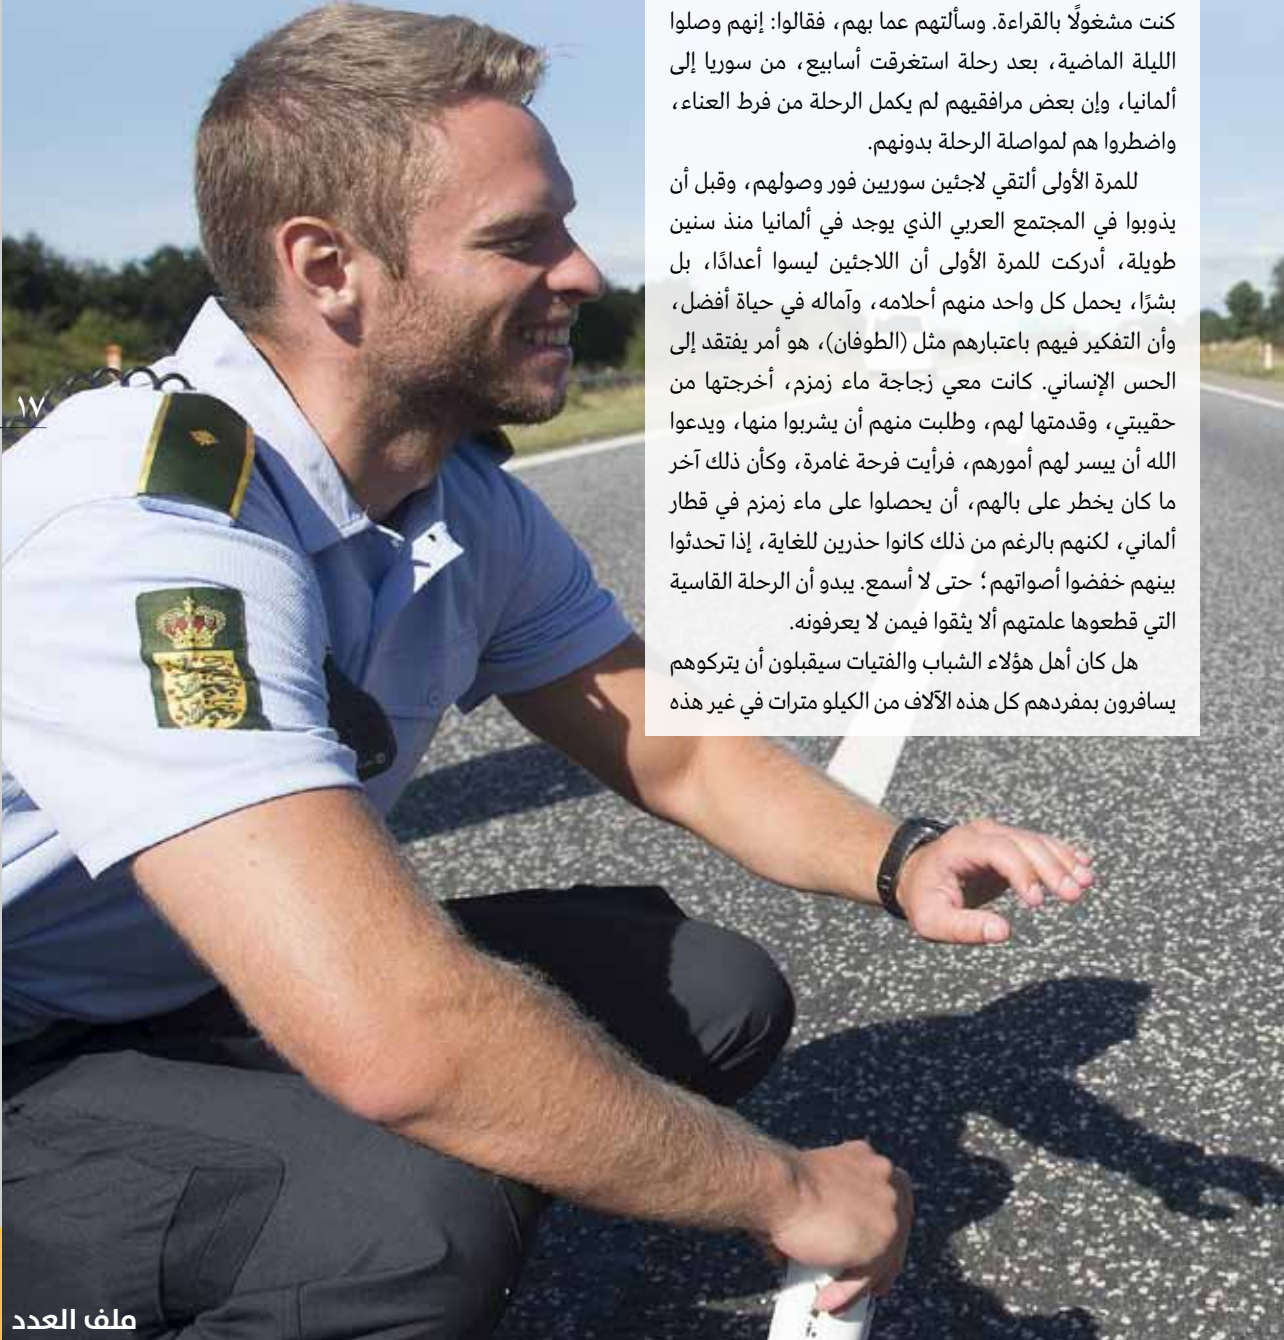 كنت مشغولًا بالقراءة. وسألتهم عما بهم، فقالوا: إنهم وصلوا
الليلة الماضية، بعد رحلة استغرقت أسابيع، من سوريا إلى
ألمانيا، وإن بعض مرافقيهم لم يكمل الرحلة من فرط العناء،
واضطروا هم لمواصلة الرحلة بدونهم.
للمرة الأولى ألتقي لاجئين سوريين فور وصولهم، وقبل أن
يذوبوا في المجتمع العربي الذي يوجد في ألمانيا منذ سنين
طويلة، أدركت للمرة الأولى أن اللاجئين ليسوا أعدادًا، بل
بشرًا، يحمل كل واحد منهم أحلامه، وآماله في حياة أفضل،
وأن التفكير فيهم باعتبارهم مثل (الطوفان)، هو أمر يفتقد إلى
الحس الإنساني. كانت معي زجاجة ماء زمزم، أخرجتها من
حقيبتي، وقدمتها لهم، وطلبت منهم أن يشربوا منها، ويدعوا
الله أن ييسر لهم أمورهم، فرأيت فرحة غامرة، وكأن ذلك آخر
ما كان يخطر على بالهم، أن يحصلوا على ماء زمزم في قطار
ألماني، لكنهم بالرغم من ذلك كانوا حذرين للغاية، إذا تحدثوا
بينهم خفضوا أصواتهم؛ حتى لا أسمع. يبدو أن الرحلة القاسية
التي قطعوها علمتهم ألا يثقوا فيمن لا يعرفونه.
هل كان أهل هؤلاء الشباب والفتيات سيقبلون أن يتركوهم
يسافرون بمفردهم كل هذه الآلاف من الكيلو مترات في غير هذه
١٧
ملف العدد